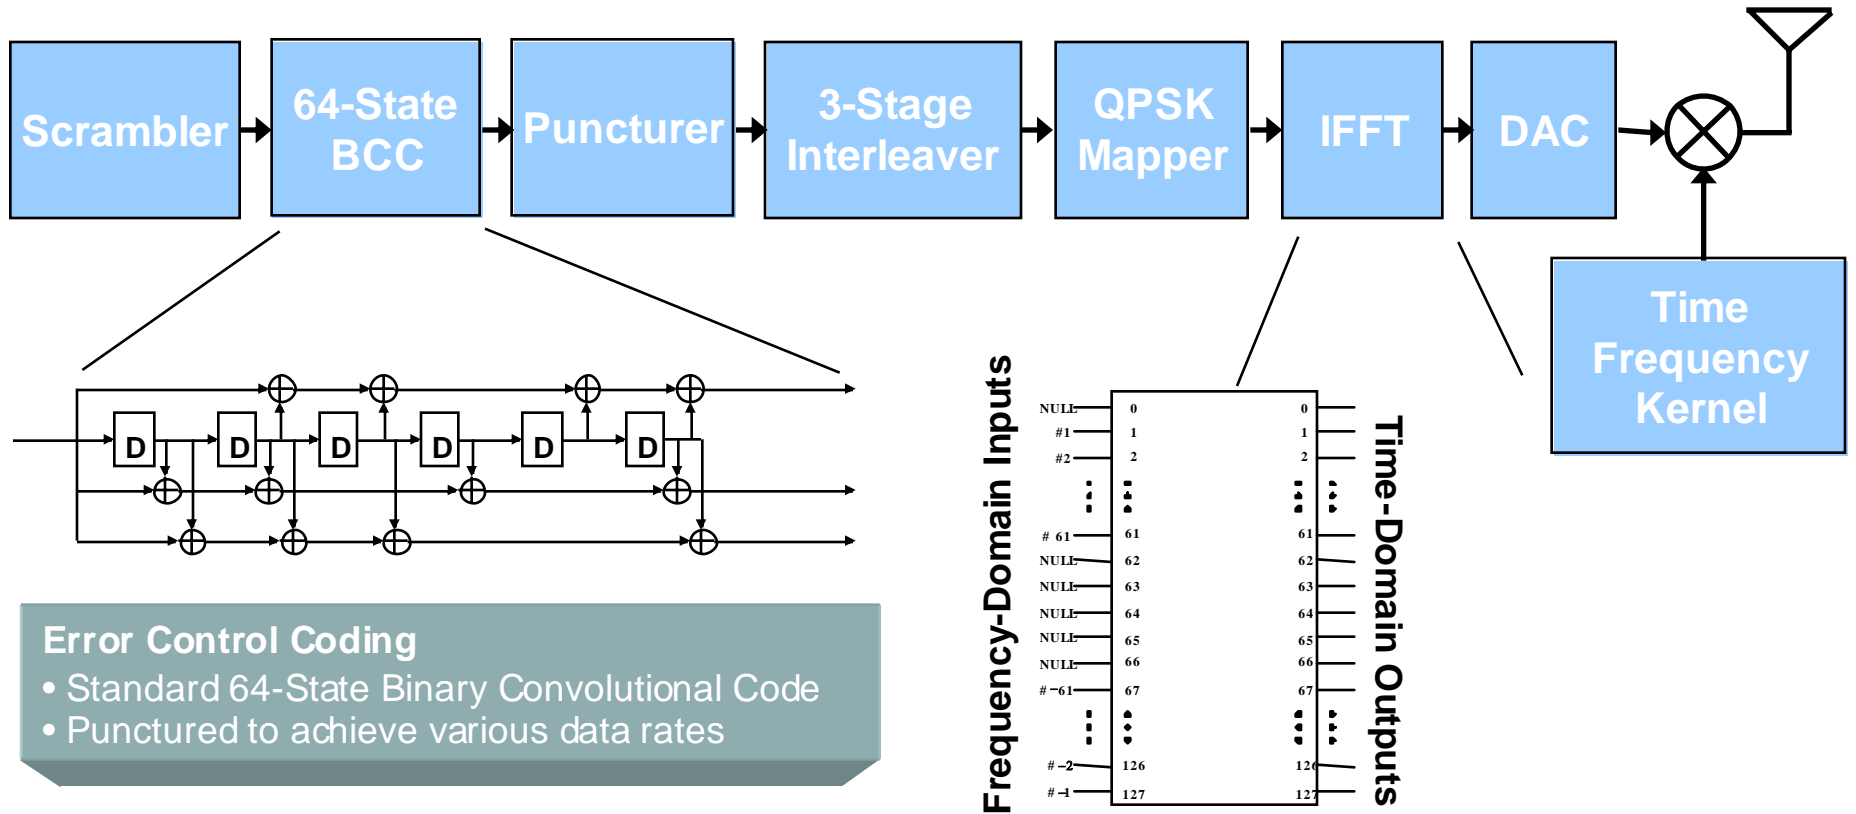 Scrambler
64-State
BCC
Puncturer
3-Stage
Interleaver
QPSK
Mapper
IFFT
DAC
Time
Frequency
Kernel
D D D D D D
Error Control Coding
• Standard 64-State Binary Convolutional Code
• Punctured to achieve various data rates
Frequency-Domain Inputs
NULL 0 0
#1 1 1
#2 2 2
# 61 61 61
NULL 62 62
NULL 63 63
NULL 64 64
NULL 65 65
NULL 66 66
# -61 67 67
# -2 126 126
# -1 127 127
Time-Domain Outputs